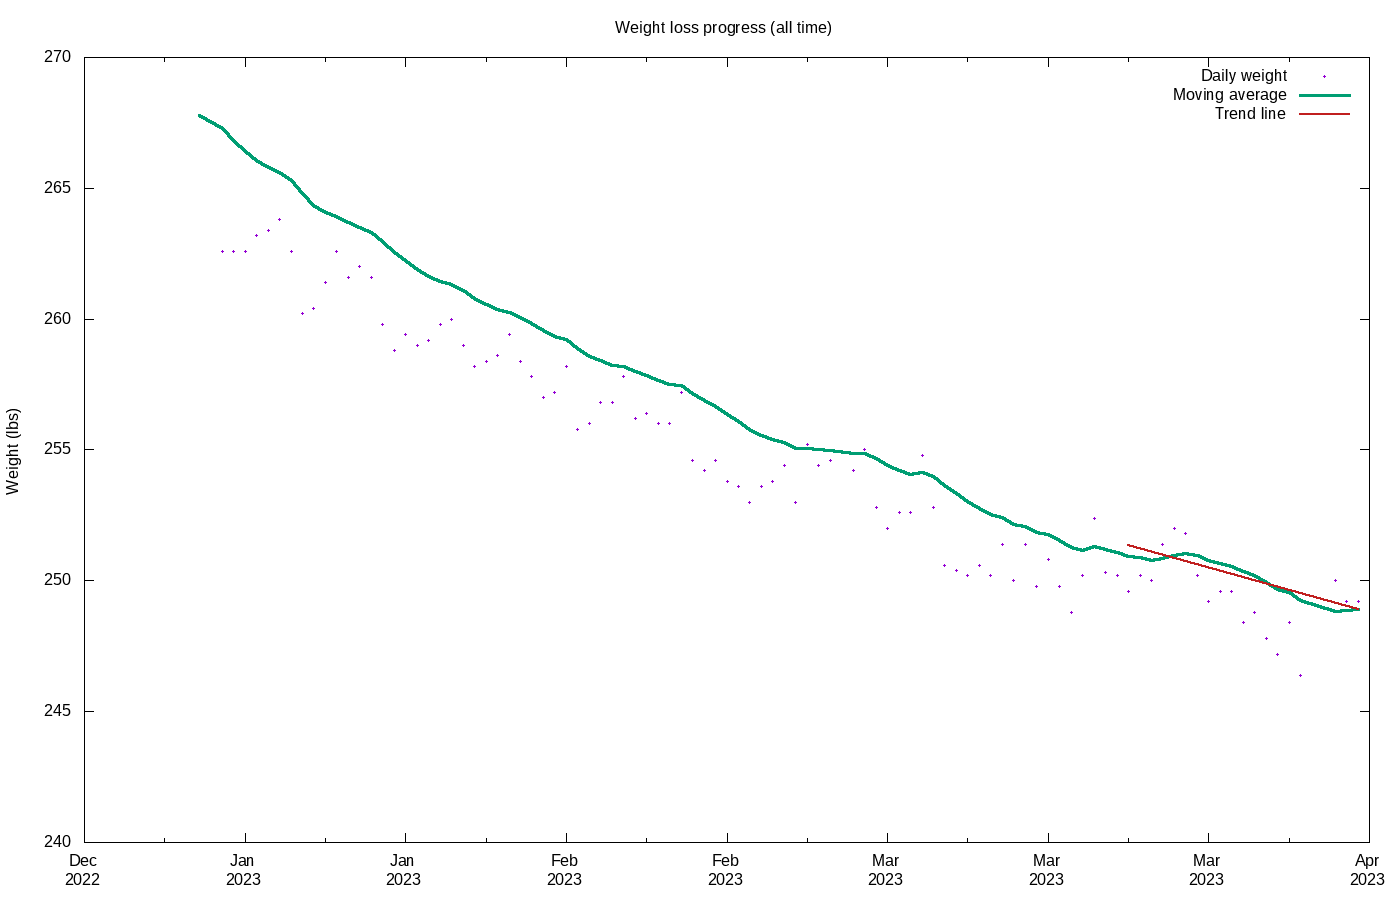 Weight loss progress (all time)
270
265
260
255
250
245
240
Weight (lbs)
Daily weight
Moving average
Trend line
Dec Jan Jan Feb Feb Mar Mar Mar Apr
2022 2023 2023 2023 2023 2023 2023 2023 2023